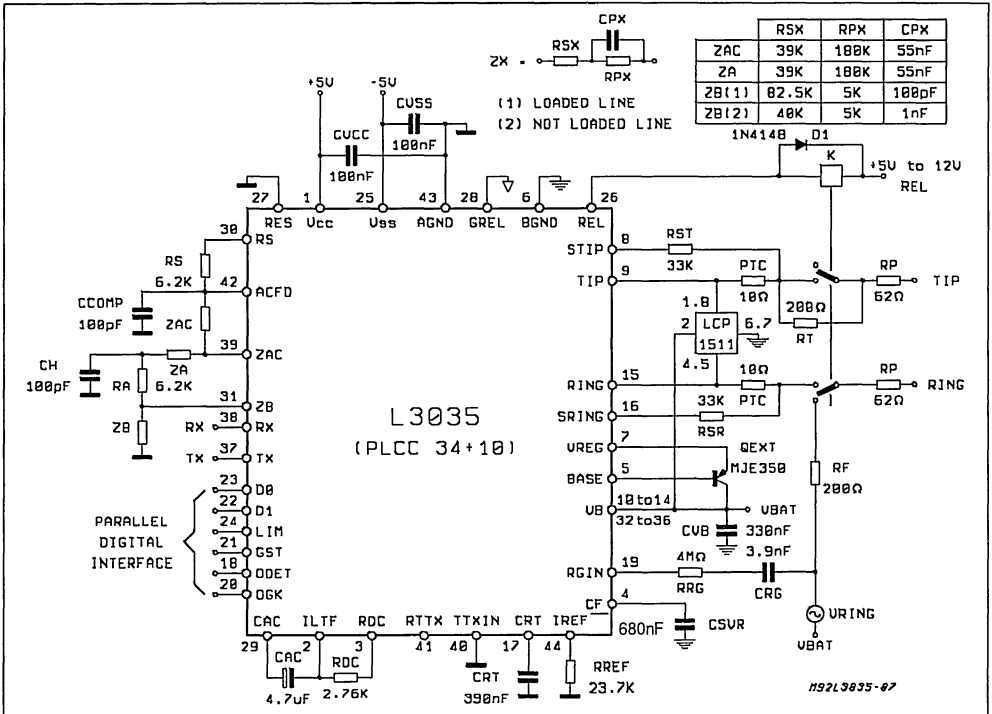 CPX
RSX
ZX =
RPX
(1) LOADED LINE
(2) NOT LOADED LINE
RSX RPX CPX
ZAC 39K 180K 55nF
ZA 39K 180K 55nF
ZB(1) 82.5K 5K 100pF
ZB(2) 40K 5K 1nF
+5V
-5V
CVSS
100nF
CVCC
100nF
1N4148 D1
K
+5V to 12V
REL
27 1 25 43 28 6 26
RES Vcc Vss AGND GREL BGND REL
30 RS
RS
6.2K
42 ACFD
CCOMP
100pF
ZAC
39 ZAC
CH
100pF
ZA
RA 6.2K
31 ZB
ZB
38 RX
RX
37 TX
TX
23 D0
22 D1
24 LIM
21 GST
18 ODET
20 OGK
PARALLEL
DIGITAL
INTERFACE
L3035
(PLCC 34+10)
STIP 8
RST
33K
TIP 9
PTC
10Ω
200Ω
RT
RP
62Ω
TIP
1.8
2 LCP 6.7
1511
4.5
RING 15
10Ω
PTC
RP
62Ω
RING
SRING 16
33K
RSR
VREG 7
QEXT
MJE350
BASE 5
VB 10to14
32to36
VBAT
CVB 330nF
RF
200Ω
RGIN 19
4MΩ
RRG
3.9nF
CRG
CF 4
680nF CSVR
VRING
VBAT
CAC ILTF RDC RTTX TTXIN CRT IREF
29 2 3 41 40 17 44
CAC
4.7uF
RDC
2.76K
CRT
390nF
RREF
23.7K
M92L3035-07